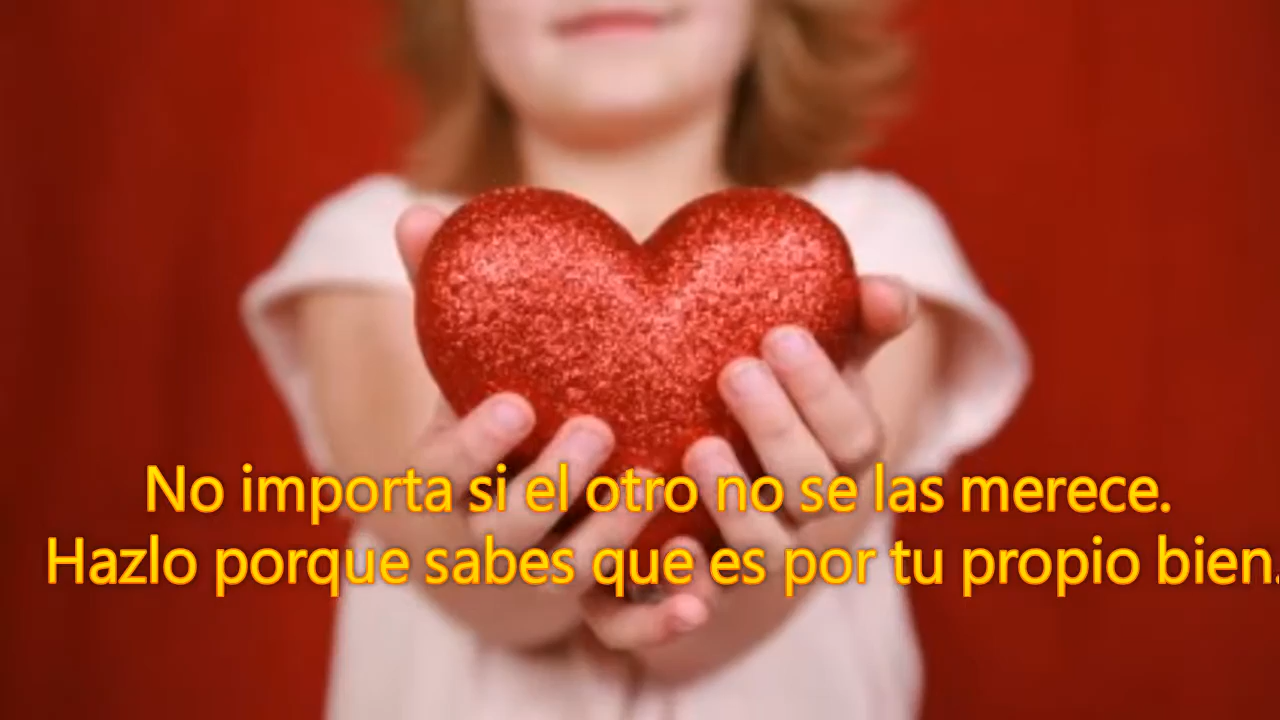 No importa si el otro no se las merece.
Hazlo porque sabes que es por tu propio bien.